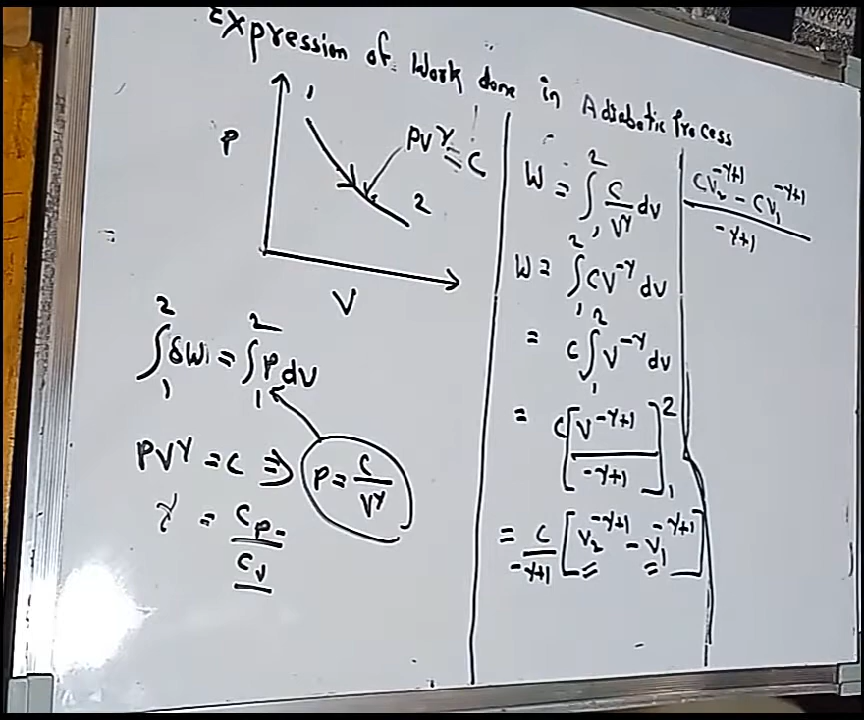 Expression of Work done in Adiabatic Process
1
P
PV^γ = C
2
V
∫₁² δW = ∫₁² P dV
PV^γ = C ⇒ P = C/V^γ
γ = Cp/Cv
W = ∫₁² C/V^γ dV
W = ∫₁² CV^-γ dV
= C ∫₁² V^-γ dV
= C [V^-γ+1 / -γ+1]₁²
= C/-γ+1 [V₂^-γ+1 - V₁^-γ+1]
CV₂^-γ+1 - CV₁^-γ+1 / -γ+1